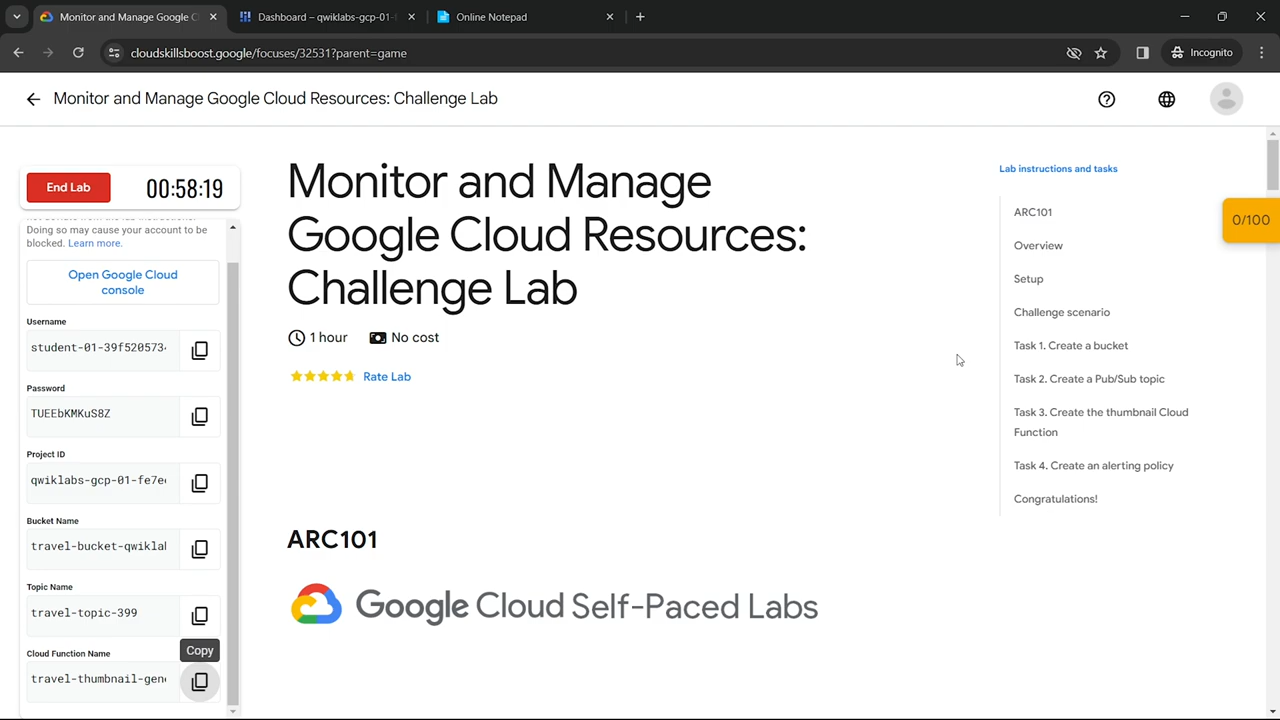 Monitor and Manage Google C
Dashboard – qwiklabs-gcp-01-
Online Notepad
cloudskillsboost.google/focuses/32531?parent=game
Incognito
Monitor and Manage Google Cloud Resources: Challenge Lab
End Lab
00:58:19
Doing so may cause your account to be
blocked. Learn more.
Open Google Cloud
console
Username
student-01-39f520573
Password
TUEEbKMKuS8Z
Project ID
qwiklabs-gcp-01-fe7e
Bucket Name
travel-bucket-qwikla
Topic Name
travel-topic-399
Copy
Cloud Function Name
travel-thumbnail-gen
Monitor and Manage
Google Cloud Resources:
Challenge Lab
1 hour
No cost
Rate Lab
ARC101
Google Cloud Self-Paced Labs
Lab instructions and tasks
ARC101
Overview
Setup
Challenge scenario
Task 1. Create a bucket
Task 2. Create a Pub/Sub topic
Task 3. Create the thumbnail Cloud
Function
Task 4. Create an alerting policy
Congratulations!
0/100